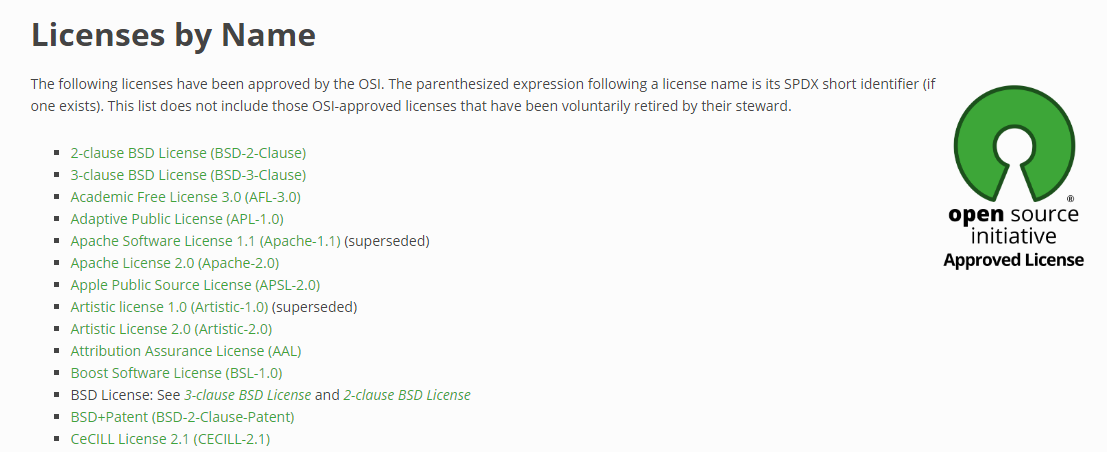 Licenses by Name
The following licenses have been approved by the OSI. The parenthesized expression following a license name is its SPDX short identifier (if
one exists). This list does not include those OSI-approved licenses that have been voluntarily retired by their steward.
2-clause BSD License (BSD-2-Clause)
3-clause BSD License (BSD-3-Clause)
Academic Free License 3.0 (AFL-3.0)
Adaptive Public License (APL-1.0)
Apache Software License 1.1 (Apache-1.1) (superseded)
Apache License 2.0 (Apache-2.0)
Apple Public Source License (APSL-2.0)
Artistic license 1.0 (Artistic-1.0) (superseded)
Artistic License 2.0 (Artistic-2.0)
Attribution Assurance License (AAL)
Boost Software License (BSL-1.0)
BSD License: See 3-clause BSD License and 2-clause BSD License
BSD+Patent (BSD-2-Clause-Patent)
CeCILL License 2.1 (CECILL-2.1)
®
open source
initiative
Approved License